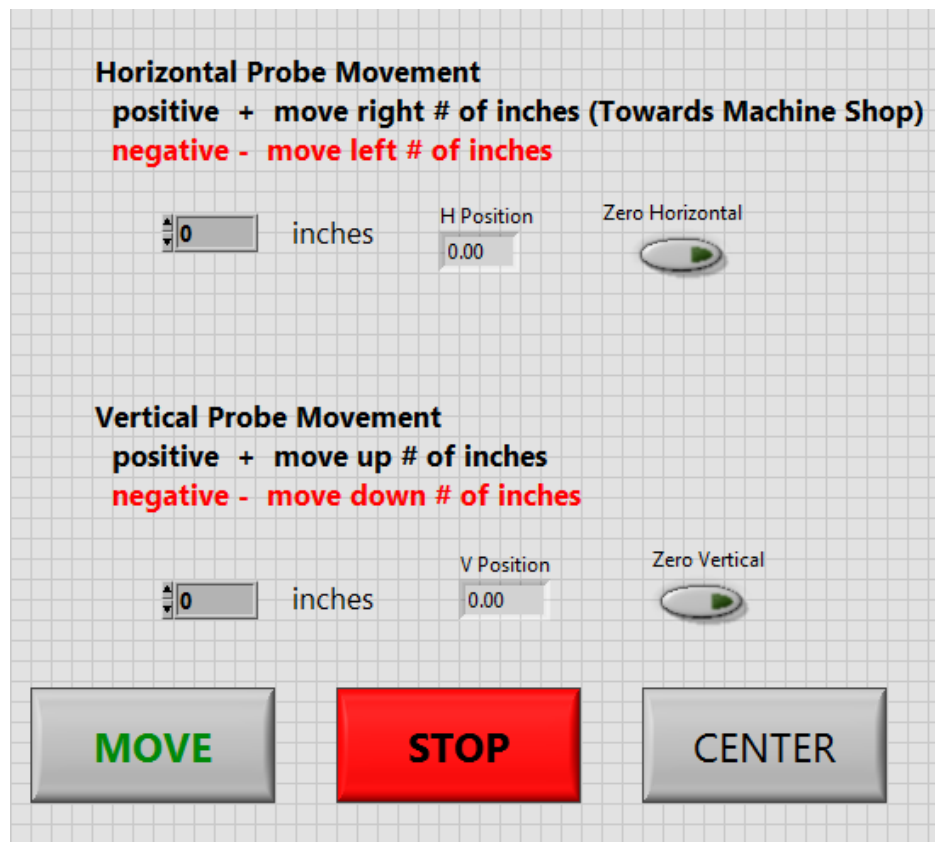 Horizontal Probe Movement
positive + move right # of inches (Towards Machine Shop)
negative - move left # of inches
H Position
Zero Horizontal
0
inches
0.00
Vertical Probe Movement
positive + move up # of inches
negative - move down # of inches
V Position
Zero Vertical
0
inches
0.00
MOVE
STOP
CENTER